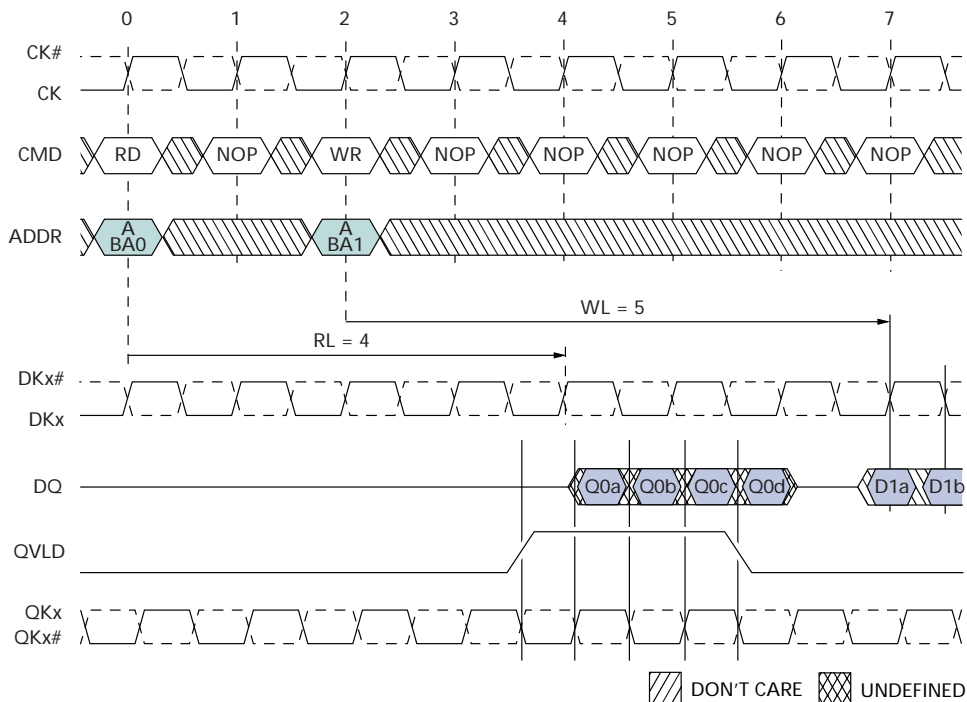 0 1 2 3 4 5 6 7
CK#
CK
CMD RD NOP WR NOP NOP NOP NOP NOP
ADDR A BA0 A BA1
WL = 5
RL = 4
DKx#
DKx
DQ Q0a Q0b Q0c Q0d D1a D1b
QVLD
QKx
QKx#
DON'T CARE UNDEFINED